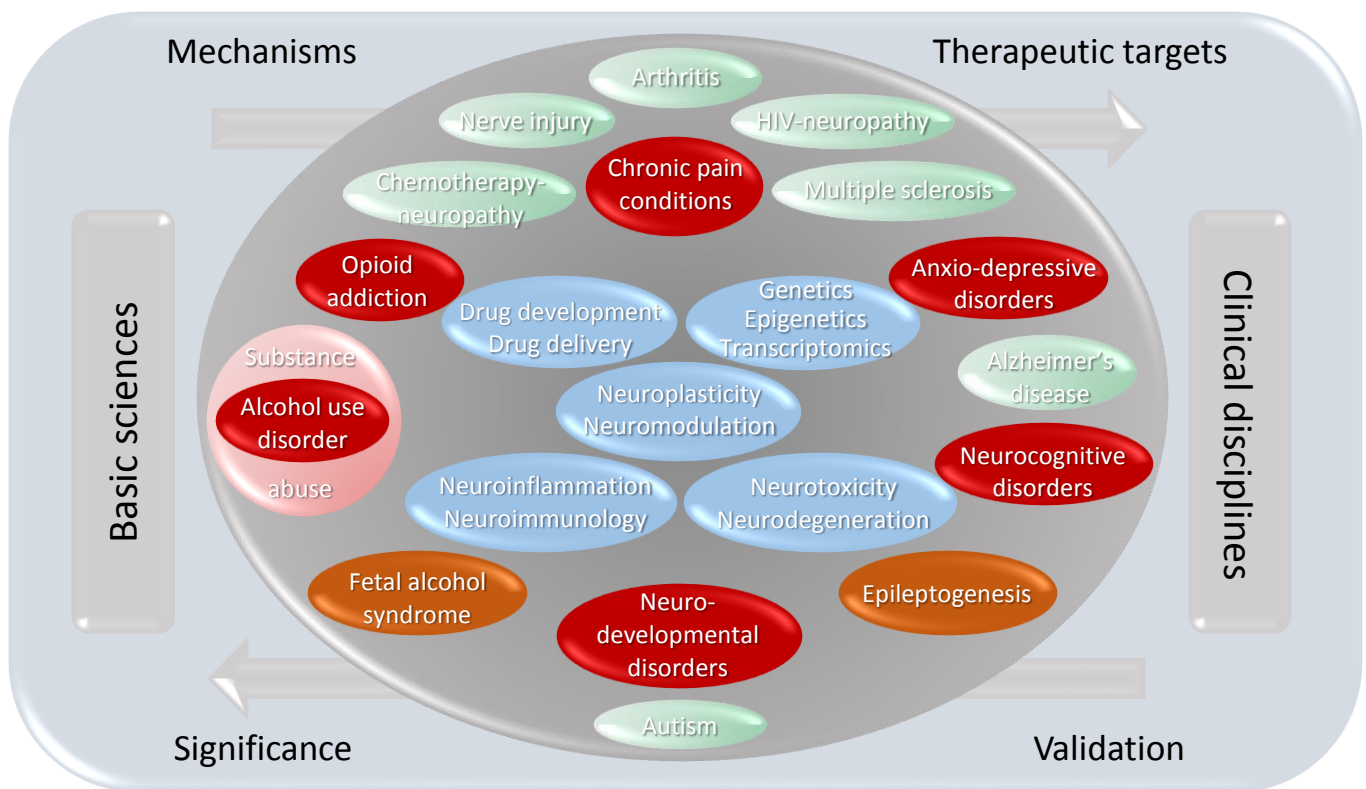 Mechanisms
Therapeutic targets
Arthritis
Nerve injury
HIV-neuropathy
Chronic pain
conditions
Chemotherapy-
neuropathy
Multiple sclerosis
Opioid
addiction
Anxio-depressive
disorders
Drug development
Drug delivery
Genetics
Epigenetics
Transcriptomics
Basic sciences
Substance
Alcohol use
disorder
abuse
Neuroplasticity
Neuromodulation
Alzheimer's
disease
Clinical disciplines
Neurocognitive
disorders
Neuroinflammation
Neuroimmunology
Neurotoxicity
Neurodegeneration
Fetal alcohol
syndrome
Neuro-
developmental
disorders
Epileptogenesis
Autism
Significance
Validation